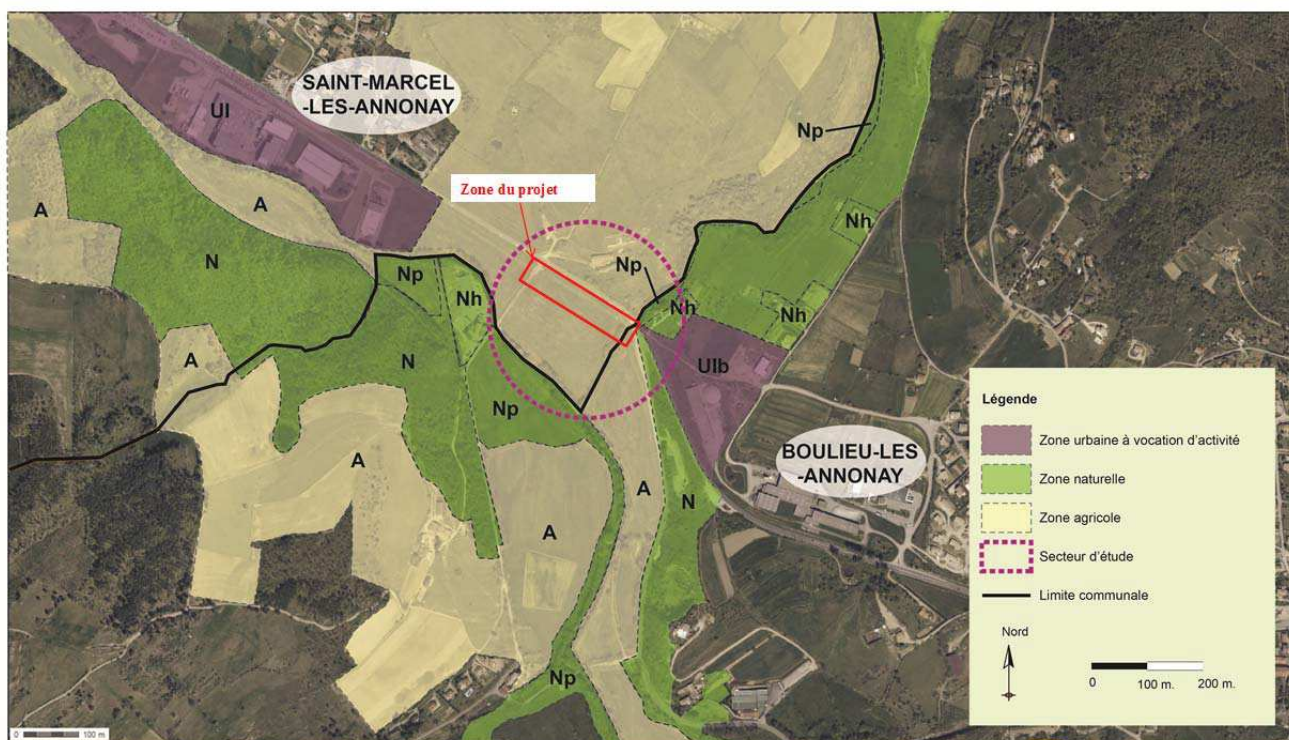 SAINT-MARCEL
-LES-ANNONAY
UI
Zone du projet
Np
A
A
N
Np
Nh
Np
Nh
Nh
Nh
A
N
Np
UIb
BOULIEU-LES
-ANNONAY
A
A
A
N
Np
Légende
Zone urbaine à vocation d'activité
Zone naturelle
Zone agricole
Secteur d'étude
Limite communale
Nord
0 100 m. 200 m.
0 100 m